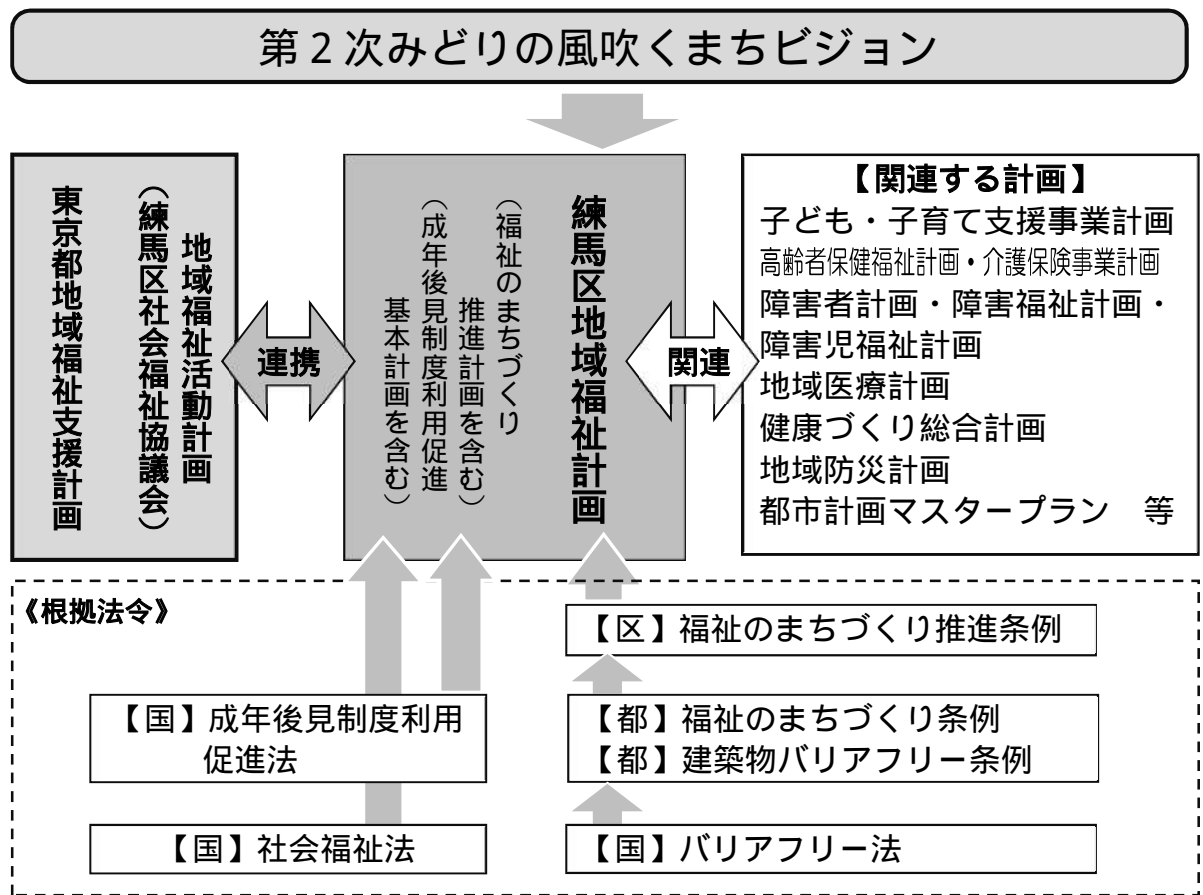 第２次みどりの風吹くまちビジョン
地域福祉活動計画
（練馬区社会福祉協議会）
東京都地域福祉支援計画
連携
練馬区地域福祉計画
（福祉のまちづくり
推進計画を含む）
（成年後見制度利用促進
基本計画を含む）
関連
【関連する計画】
子ども・子育て支援事業計画
高齢者保健福祉計画・介護保険事業計画
障害者計画・障害福祉計画・
障害児福祉計画
地域医療計画
健康づくり総合計画
地域防災計画
都市計画マスタープラン　等
《根拠法令》
【区】福祉のまちづくり推進条例
【国】成年後見制度利用
促進法
【都】福祉のまちづくり条例
【都】建築物バリアフリー条例
【国】社会福祉法
【国】バリアフリー法